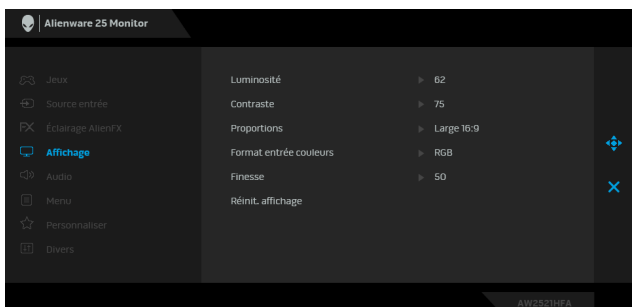 Alienware 25 Monitor
Jeux
Source entrée
FX Éclairage AlienFX
Affichage
Audio
Menu
Personnaliser
Divers
Luminosité 62
Contraste 75
Proportions Large 16:9
Format entrée couleurs RGB
Finesse 50
Réinit. affichage
AW2521HFA